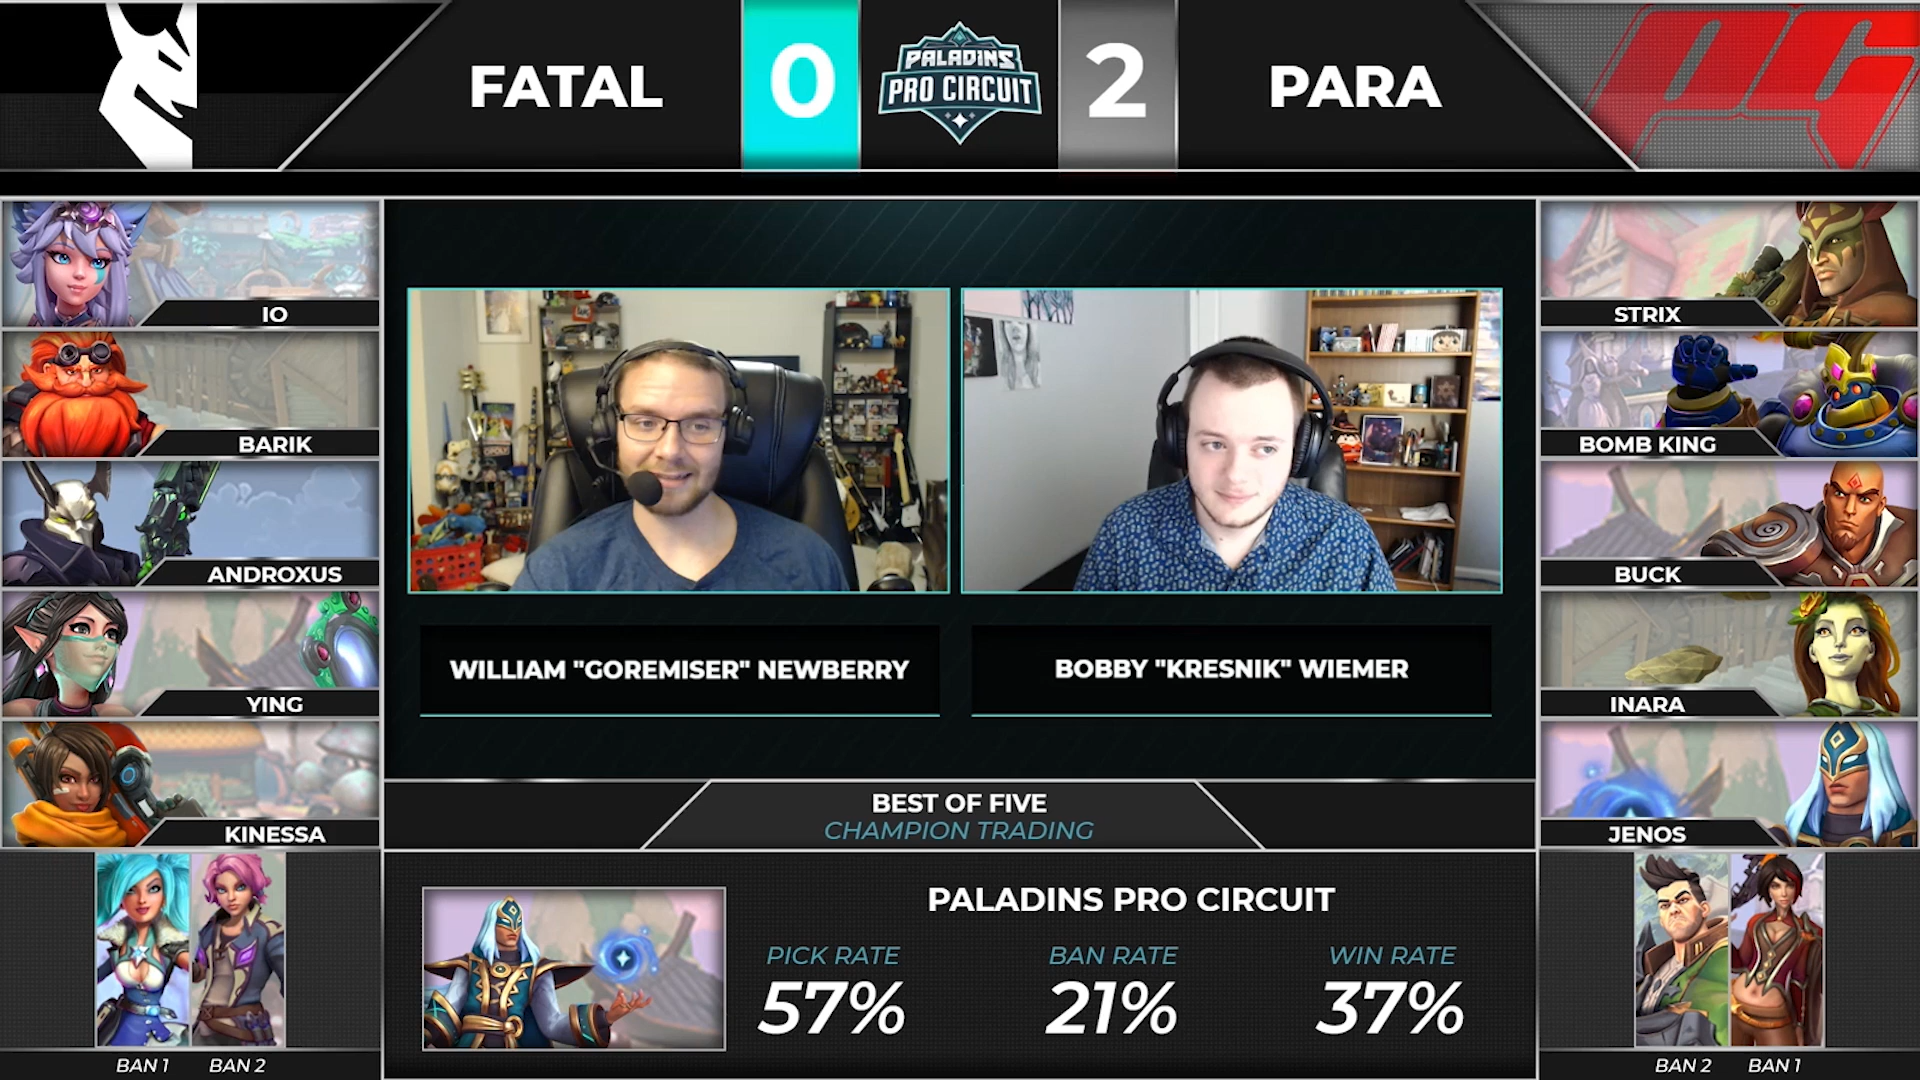 FATAL
0
PALADINS
PRO CIRCUIT
2
PARA
PG
IO
BARIK
ANDROXUS
YING
KINESSA
BAN 1
BAN 2
WILLIAM "GOREMISER" NEWBERRY
BOBBY "KRESNIK" WIEMER
BEST OF FIVE
CHAMPION TRADING
PALADINS PRO CIRCUIT
PICK RATE
BAN RATE
WIN RATE
57%
21%
37%
STRIX
BOMB KING
BUCK
INARA
JENOS
BAN 2
BAN 1